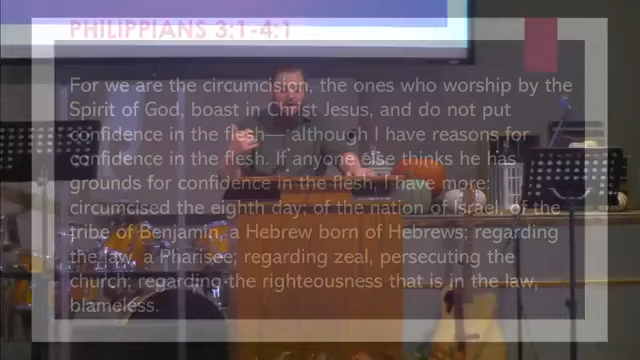 PHILIPPIANS 3:1-4:1
For we are the circumcision, the ones who worship by the
Spirit of God, boast in Christ Jesus, and do not put
confidence in the flesh — although I have reasons for
confidence in the flesh. If anyone else thinks he has
grounds for confidence in the flesh, I have more:
circumcised the eighth day; of the nation of Israel, of the
tribe of Benjamin, a Hebrew born of Hebrews; regarding
the law, a Pharisee; regarding zeal, persecuting the
church; regarding the righteousness that is in the law,
blameless.